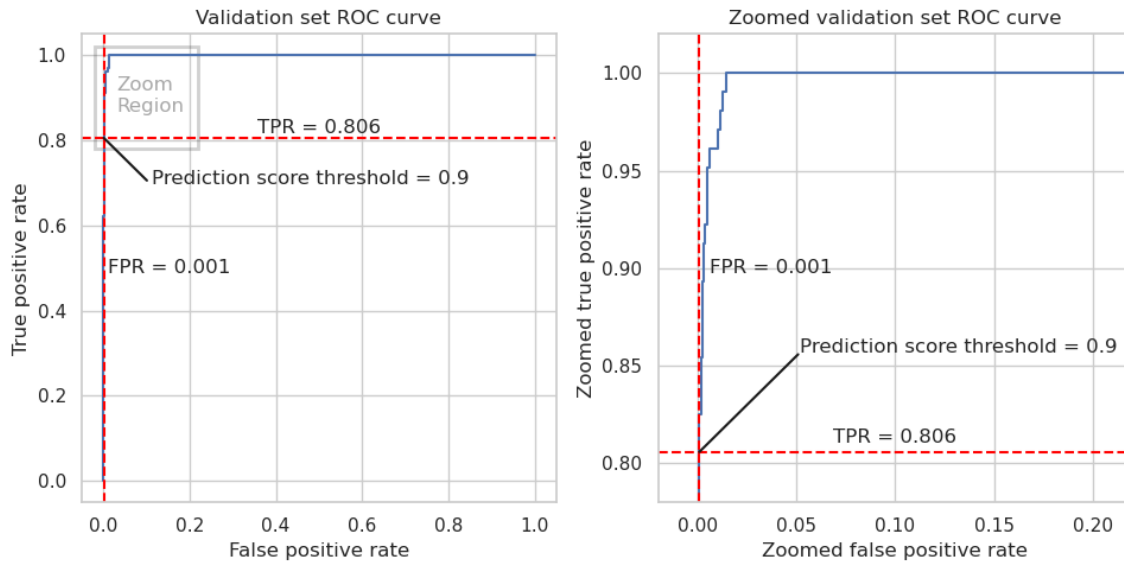 Validation set ROC curve
1.0
0.8
0.6
0.4
0.2
0.0
True positive rate
Zoom
Region
TPR = 0.806
Prediction score threshold = 0.9
FPR = 0.001
0.0 0.2 0.4 0.6 0.8 1.0
False positive rate
Zoomed validation set ROC curve
1.00
0.95
0.90
0.85
0.80
Zoomed true positive rate
FPR = 0.001
Prediction score threshold = 0.9
TPR = 0.806
0.00 0.05 0.10 0.15 0.20
Zoomed false positive rate